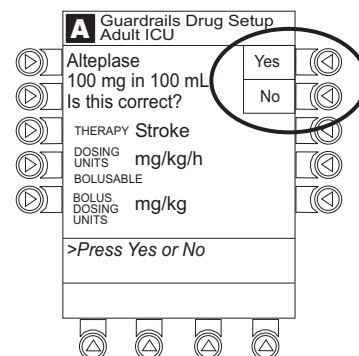 A Guardrails Drug Setup
Adult ICU
Alteplase
100 mg in 100 mL
Is this correct?
Yes
No
THERAPY Stroke
DOSING
UNITS mg/kg/h
BOLUSABLE
BOLUS
DOSING
UNITS mg/kg
>Press Yes or No